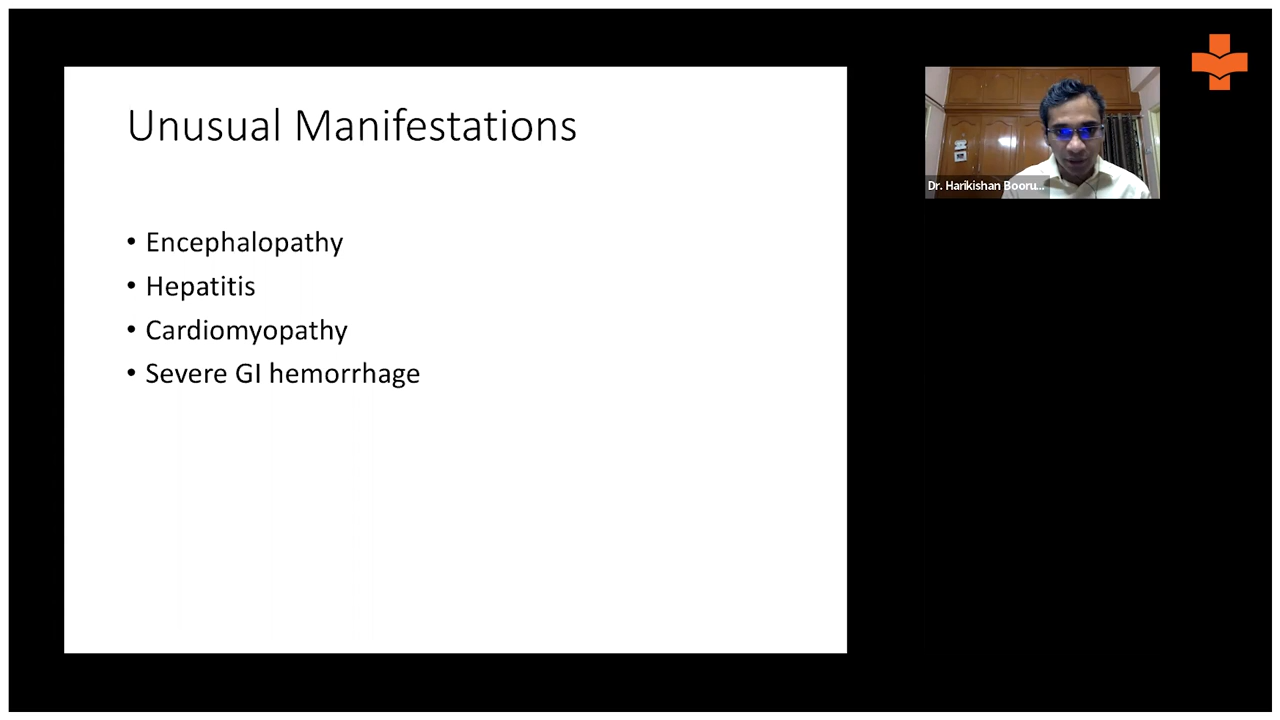 Unusual Manifestations
• Encephalopathy
• Hepatitis
• Cardiomyopathy
• Severe GI hemorrhage
Dr. Harikishan Booru...